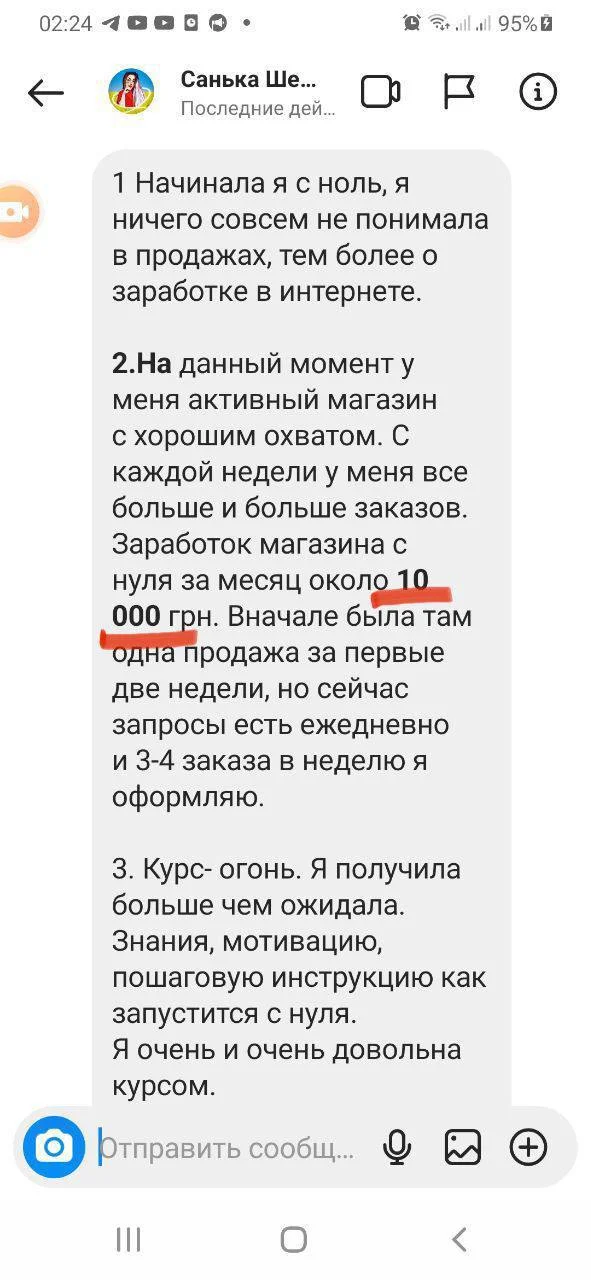 02:24
95%
Санька Ше...
Последние дей...
1 Начинала я с ноль, я
ничего совсем не понимала
в продажах, тем более о
заработке в интернете.
2.На данный момент у
меня активный магазин
с хорошим охватом. С
каждой недели у меня все
больше и больше заказов.
Заработок магазина с
нуля за месяц около 10
000 грн. Вначале была там
одна продажа за первые
две недели, но сейчас
запросы есть ежедневно
и 3-4 заказа в неделю я
оформляю.
3. Курс- огонь. Я получила
больше чем ожидала.
Знания, мотивацию,
пошаговую инструкцию как
запустится с нуля.
Я очень и очень довольна
курсом.
Отправить сообщ...